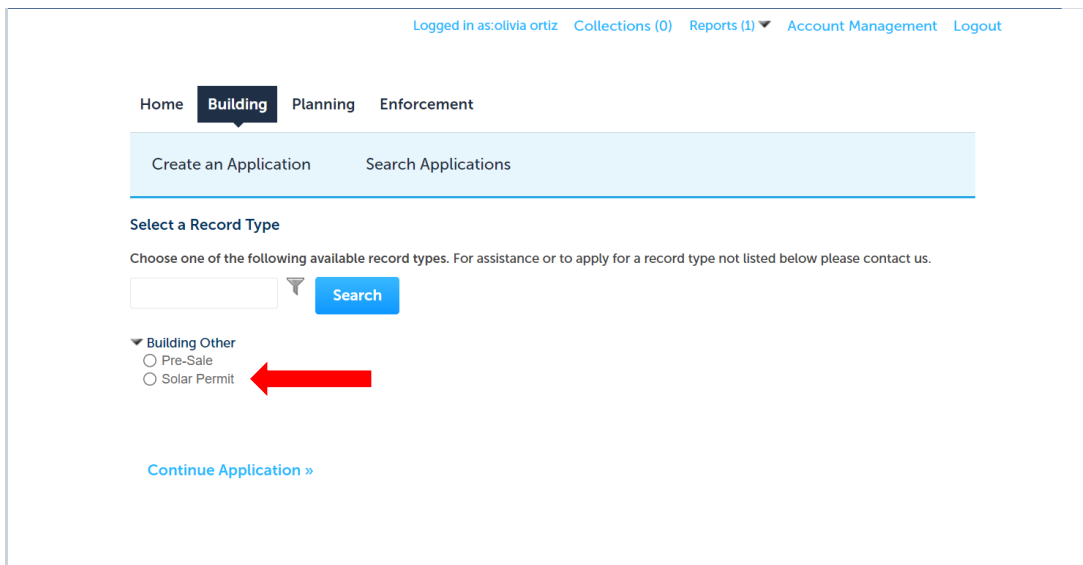 Logged in as:olivia ortiz Collections (0) Reports (1) Account Management Logout
Home Building Planning Enforcement
Create an Application Search Applications
Select a Record Type
Choose one of the following available record types. For assistance or to apply for a record type not listed below please contact us.
Search
Building Other
Pre-Sale
Solar Permit
Continue Application »